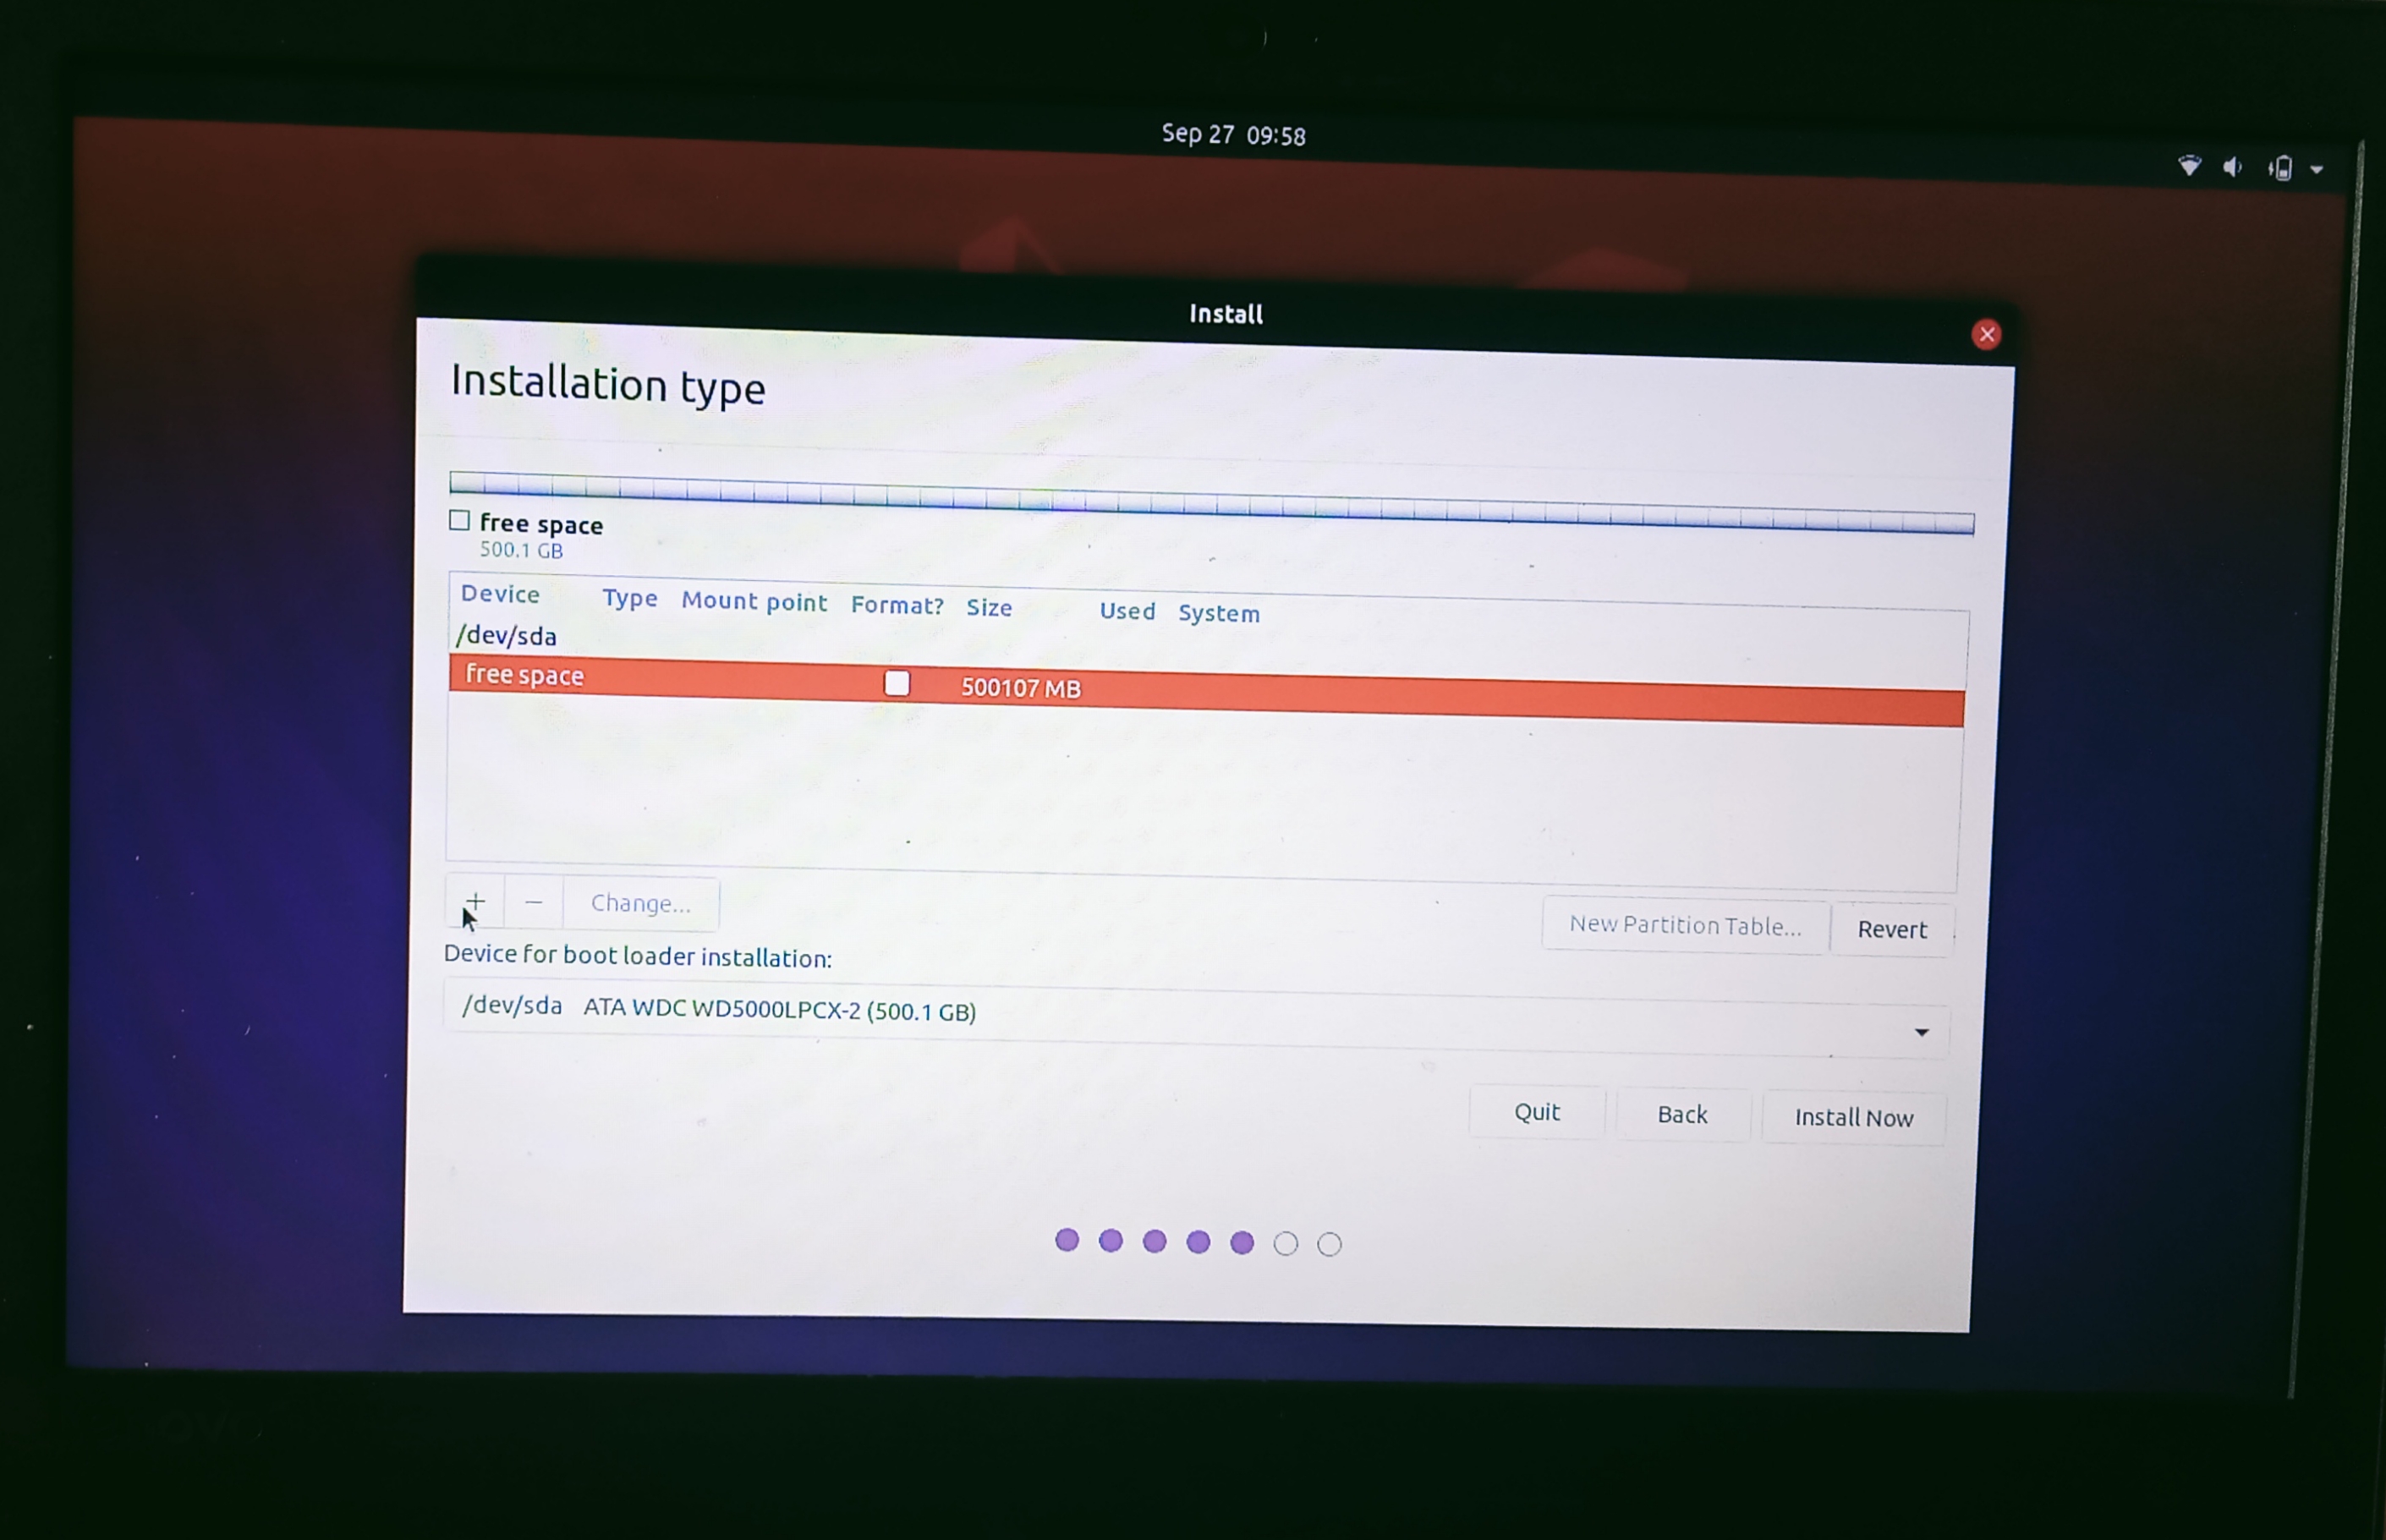 Sep 27 09:58
Install
Installation type
free space
500.1 GB
Device Type Mount point Format? Size Used System
/dev/sda
free space 500107 MB
+ − Change... New Partition Table... Revert
Device for boot loader installation:
/dev/sda ATA WDC WD5000LPCX-2 (500.1 GB)
Quit Back Install Now